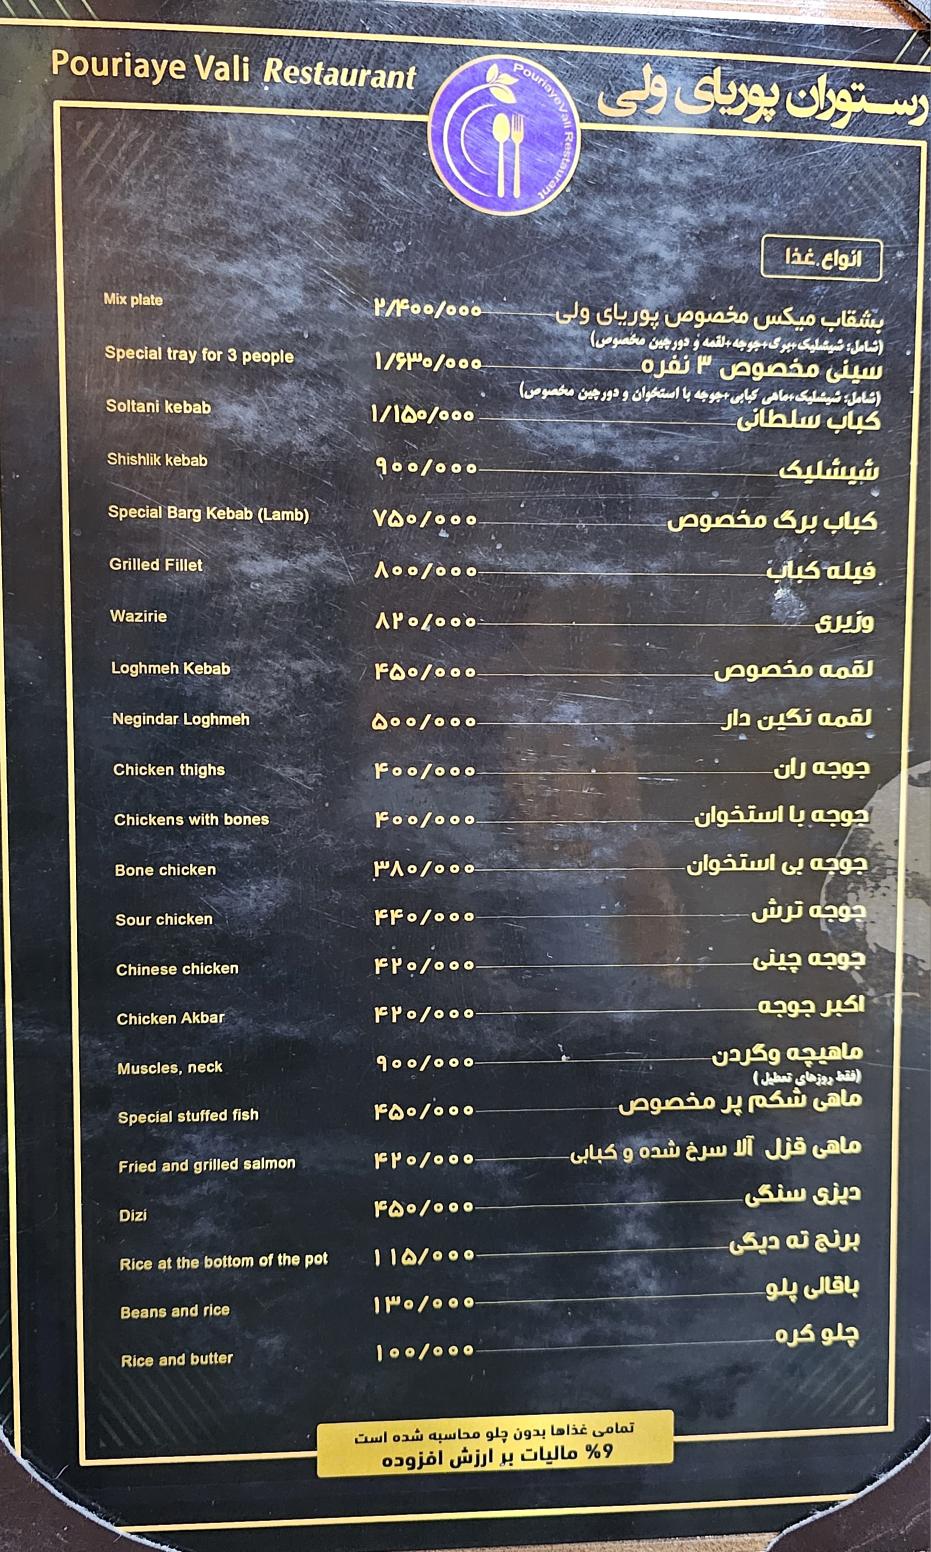 Pouriaye Vali Restaurant
رستوران پوریای ولی
Pouriaye Vali Restaurant
انواع غذا
Mix plate ۲/۴۰۰/۰۰۰ بشقاب میکس مخصوص پوریای ولی
(شامل: شیشلیک+برگ+جوجه+لقمه و دورچین مخصوص)
Special tray for 3 people ۱/۶۳۰/۰۰۰ سینی مخصوص ۳ نفره
(شامل: شیشلیک+ماهی کبابی+جوجه با استخوان و دورچین مخصوص)
Soltani kebab ۱/۱۵۰/۰۰۰ کباب سلطانی
Shishlik kebab ۹۰۰/۰۰۰ شیشلیک
Special Barg Kebab (Lamb) ۷۵۰/۰۰۰ کباب برگ مخصوص
Grilled Fillet ۸۰۰/۰۰۰ فیله کباب
Wazirie ۸۲۰/۰۰۰ وزیری
Loghmeh Kebab ۴۵۰/۰۰۰ لقمه مخصوص
Negindar Loghmeh ۵۰۰/۰۰۰ لقمه نگین دار
Chicken thighs ۴۰۰/۰۰۰ جوجه ران
Chickens with bones ۴۰۰/۰۰۰ جوجه با استخوان
Bone chicken ۳۸۰/۰۰۰ جوجه بی استخوان
Sour chicken ۴۴۰/۰۰۰ جوجه ترش
Chinese chicken ۴۲۰/۰۰۰ جوجه چینی
Chicken Akbar ۴۲۰/۰۰۰ اکبر جوجه
Muscles, neck ۹۰۰/۰۰۰ ماهیچه وگردن
(فقط روزهای تعطیل)
Special stuffed fish ۴۵۰/۰۰۰ ماهی شکم پر مخصوص
Fried and grilled salmon ۴۲۰/۰۰۰ ماهی قزل آلا سرخ شده و کبابی
Dizi ۴۵۰/۰۰۰ دیزی سنگی
Rice at the bottom of the pot ۱۱۵/۰۰۰ برنج ته دیگی
Beans and rice ۱۳۰/۰۰۰ باقالی پلو
Rice and butter ۱۰۰/۰۰۰ چلو کره
تمامی غذاها بدون چلو محاسبه شده است
%۹ مالیات بر ارزش افزوده